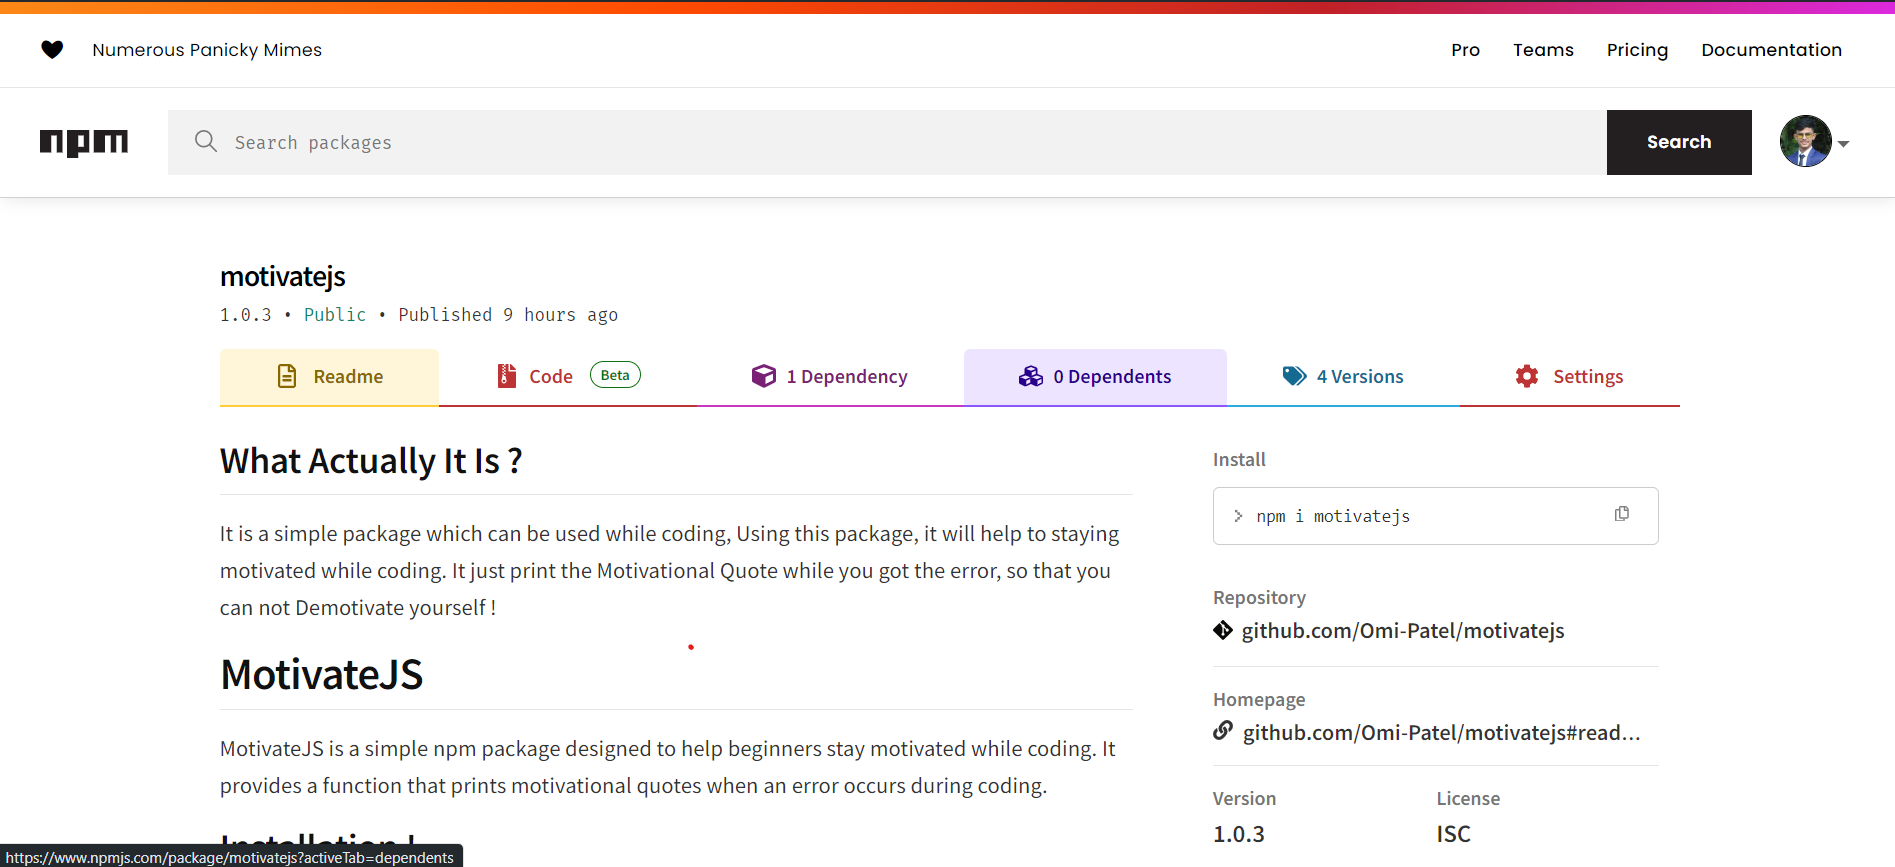 Numerous Panicky Mimes
Pro Teams Pricing Documentation
npm
Search packages
Search
motivatejs
1.0.3 • Public • Published 9 hours ago
Readme
Code Beta
1 Dependency
0 Dependents
4 Versions
Settings
What Actually It Is ?
It is a simple package which can be used while coding, Using this package, it will help to staying
motivated while coding. It just print the Motivational Quote while you got the error, so that you
can not Demotivate yourself !
MotivateJS
MotivateJS is a simple npm package designed to help beginners stay motivated while coding. It
provides a function that prints motivational quotes when an error occurs during coding.
Installation !
Install
> npm i motivatejs
Repository
github.com/Omi-Patel/motivatejs
Homepage
github.com/Omi-Patel/motivatejs#read...
Version License
1.0.3 ISC
https://www.npmjs.com/package/motivatejs?activeTab=dependents